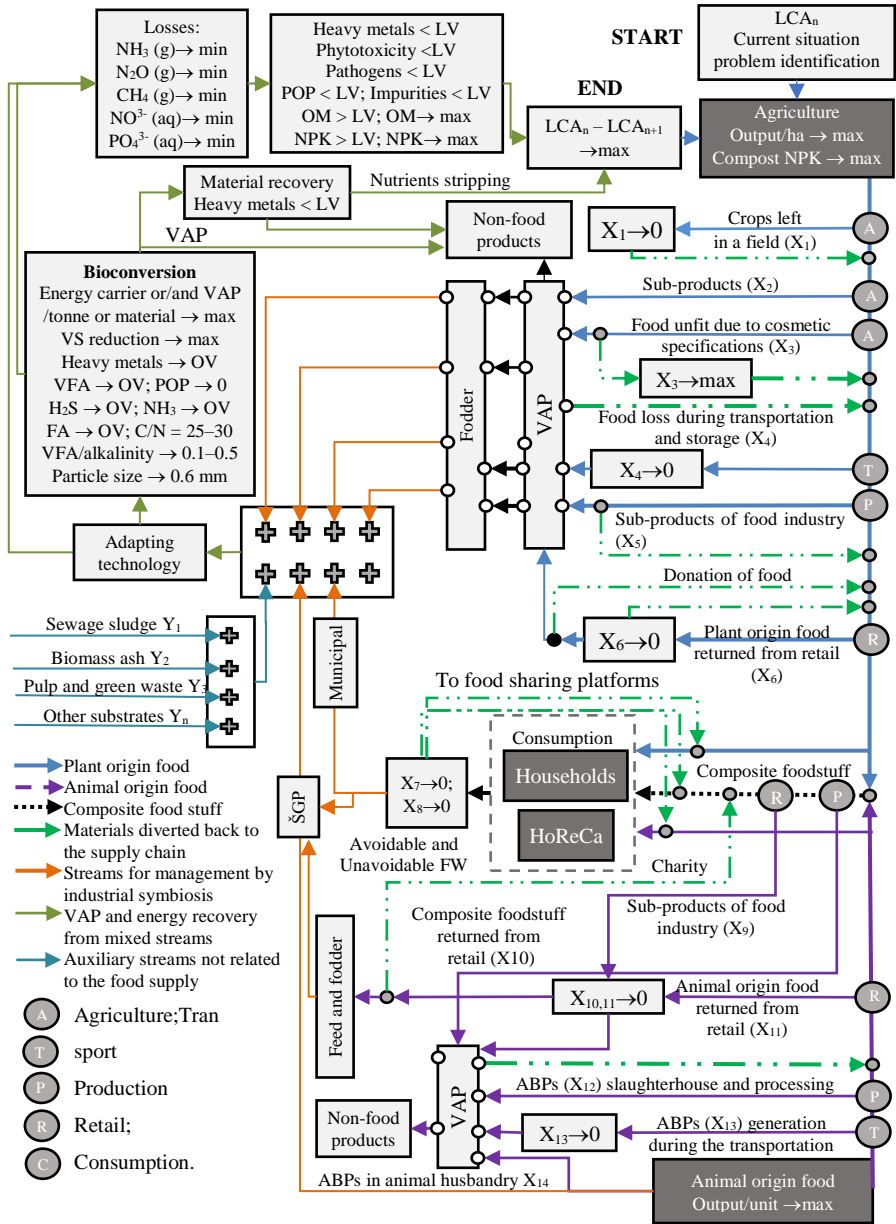 Losses:
NH₃ (g)→ min
N₂O (g)→ min
CH₄ (g)→ min
NO³⁻ (aq)→ min
PO₄³⁻ (aq)→ min
Heavy metals < LV
Phytotoxicity <LV
Pathogens < LV
POP < LV; Impurities < LV
OM > LV; OM→ max
NPK> LV; NPK→ max
START
LCAₙ
Current situation
problem identification
END
LCAₙ – LCAₙ₊₁
→max
Agriculture
Output/ha → max
Compost NPK → max
Material recovery
Heavy metals < LV
Nutrients stripping
VAP
Non-food
products
X₁→0
Crops left
in a field (X₁)
A
Bioconversion
Energy carrier or/and VAP
/tonne or material → max
VS reduction → max
Heavy metals → OV
VFA → OV; POP → 0
H₂S → OV; NH₃ → OV
FA → OV; C/N = 25–30
VFA/alkalinity → 0.1–0.5
Particle size → 0.6 mm
Sub-products (X₂)
A
Food unfit due to cosmetic
specifications (X₃)
A
X₃→max
Fodder
VAP
Food loss during transportation
and storage (X₄)
X₄→0
T
P
Sub-products of food industry
(X₅)
Adapting
technology
Donation of food
X₆→0
Plant origin food
returned from retail
(X₆)
R
Sewage sludge Y₁
Biomass ash Y₂
Pulp and green waste Y₃
Other substrates Yₙ
Municipal
To food sharing platforms
Consumption
Households
HoReCa
Composite foodstuff
R
P
X₇→0;
X₈→0
Avoidable and
Unavoidable FW
ŠGP
Charity
Plant origin food
Animal origin food
Composite food stuff
Materials diverted back to
the supply chain
Streams for management by
industrial symbiosis
VAP and energy recovery
from mixed streams
Auxiliary streams not related
to the food supply
Sub-products of food
industry (X₉)
Composite foodstuff
returned from
retail (X10)
Feed and fodder
X₁₀,₁₁→0
Animal origin food
returned from
retail (X₁₁)
R
A
Agriculture;Tran
T
sport
P
Production
R
Retail;
C
Consumption.
VAP
ABPs (X₁₂) slaughterhouse and processing
P
Non-food
products
X₁₃→0
ABPs (X₁₃) generation
during the transportation
T
ABPs in animal husbandry X₁₄
Animal origin food
Output/unit →max